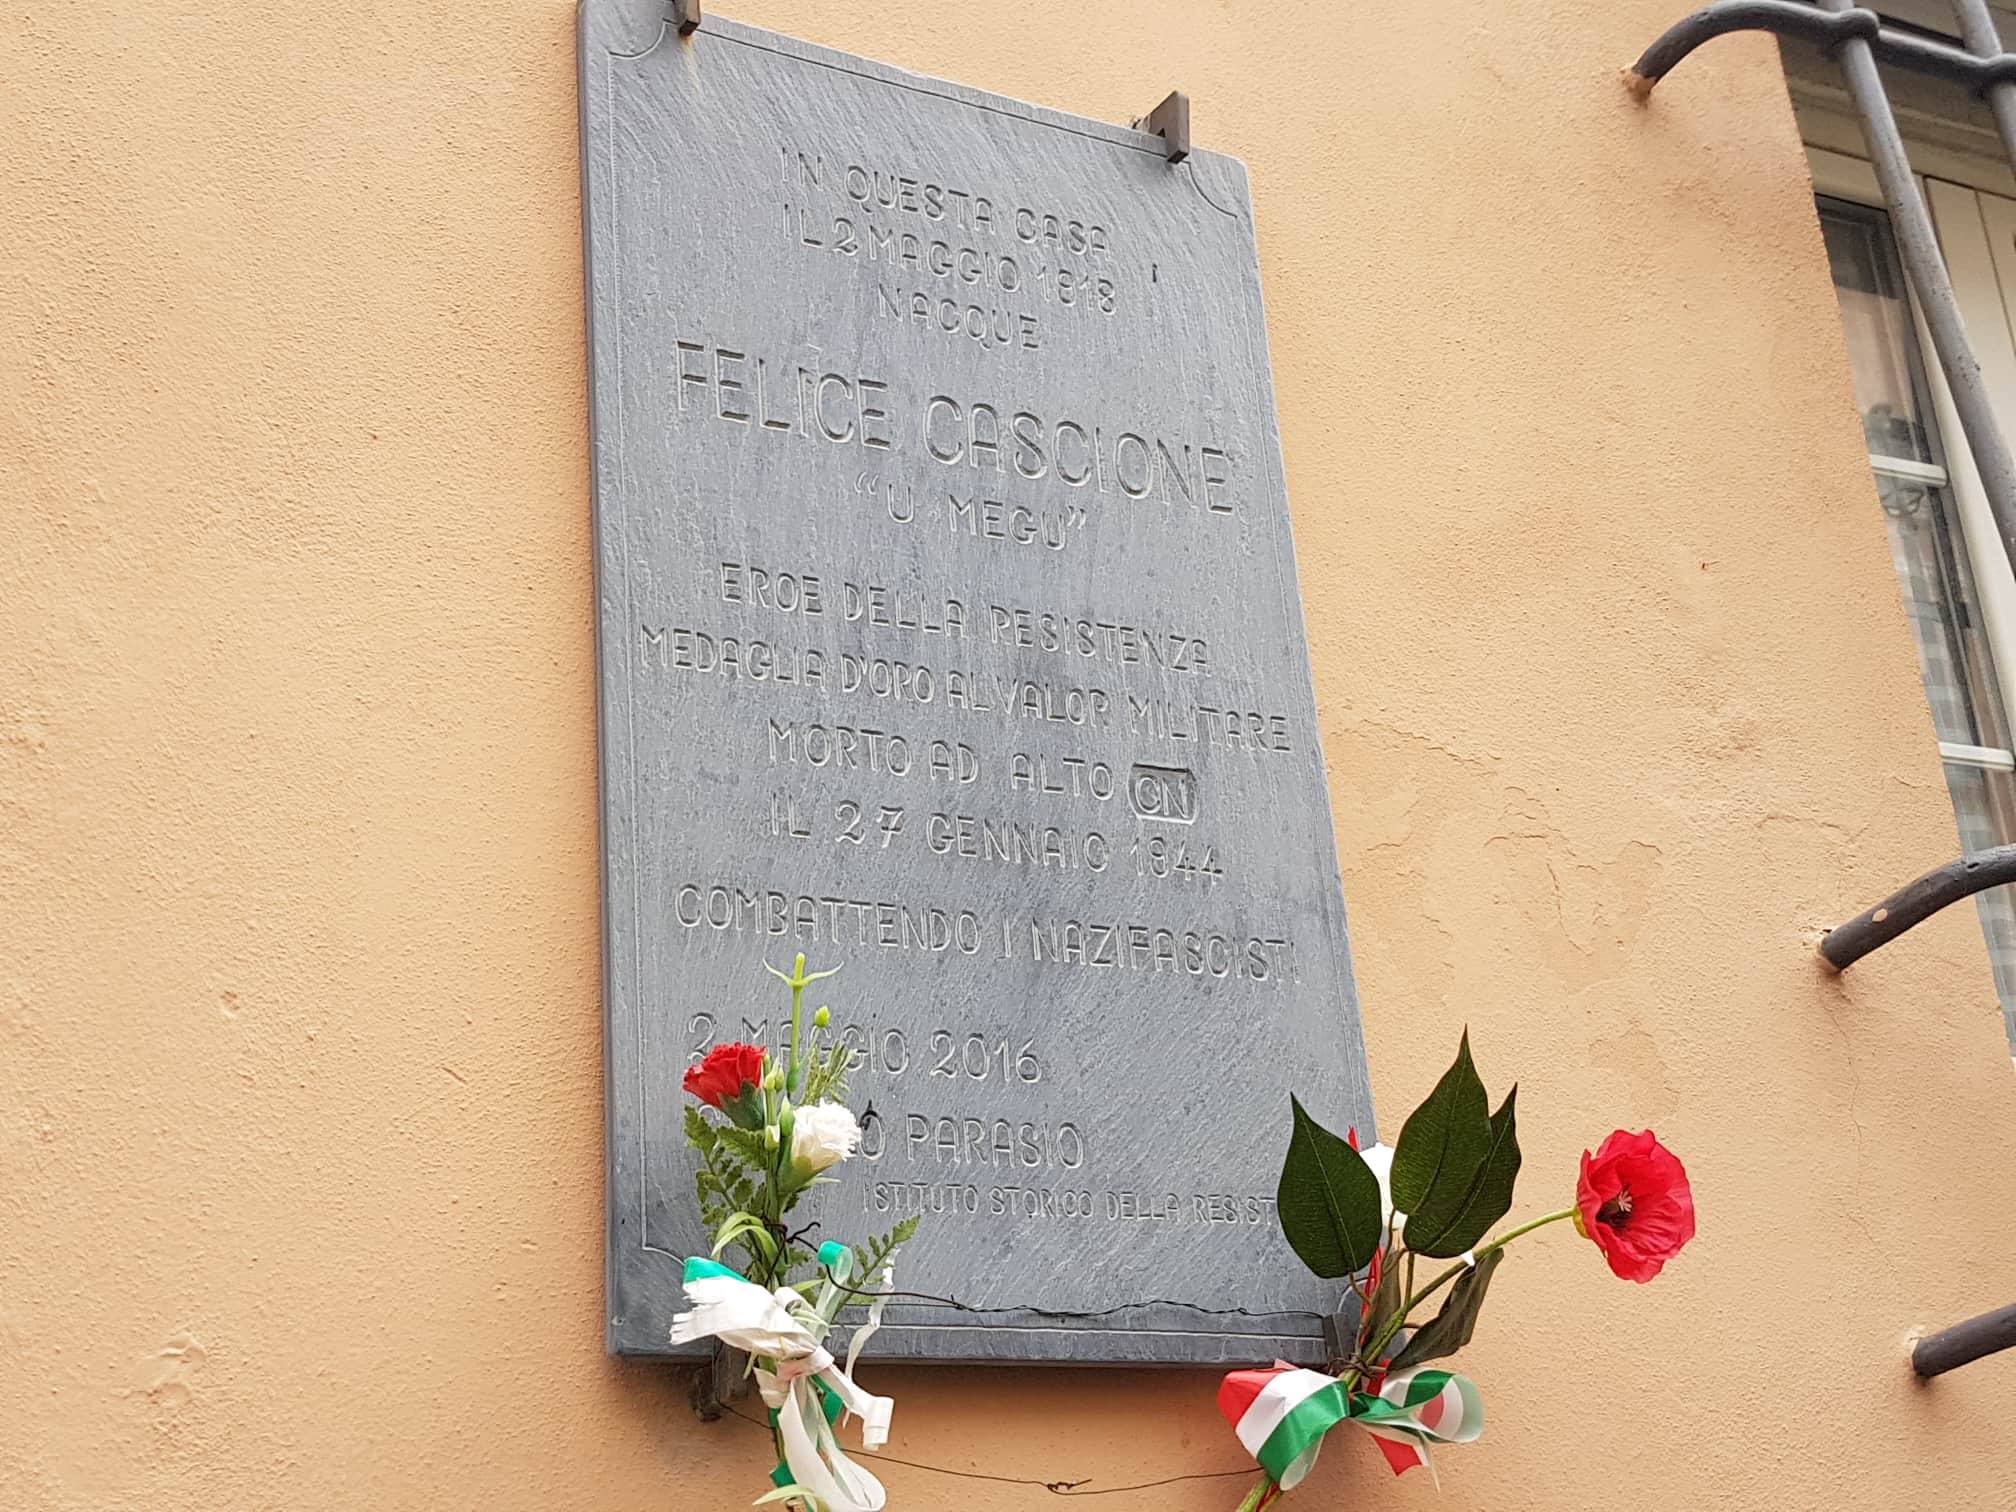 IN QUESTA CASA
IL 2 MAGGIO 1918
NACQUE
FELICE CASCIONE
“U MEGU”
EROE DELLA RESISTENZA
MEDAGLIA D'ORO AL VALOR MILITARE
MORTO AD ALTO CN
IL 27 GENNAIO 1944
COMBATTENDO I NAZIFASCISTI
2 MAGGIO 2016
PARASIO
ISTITUTO STORICO DELLA RESIST